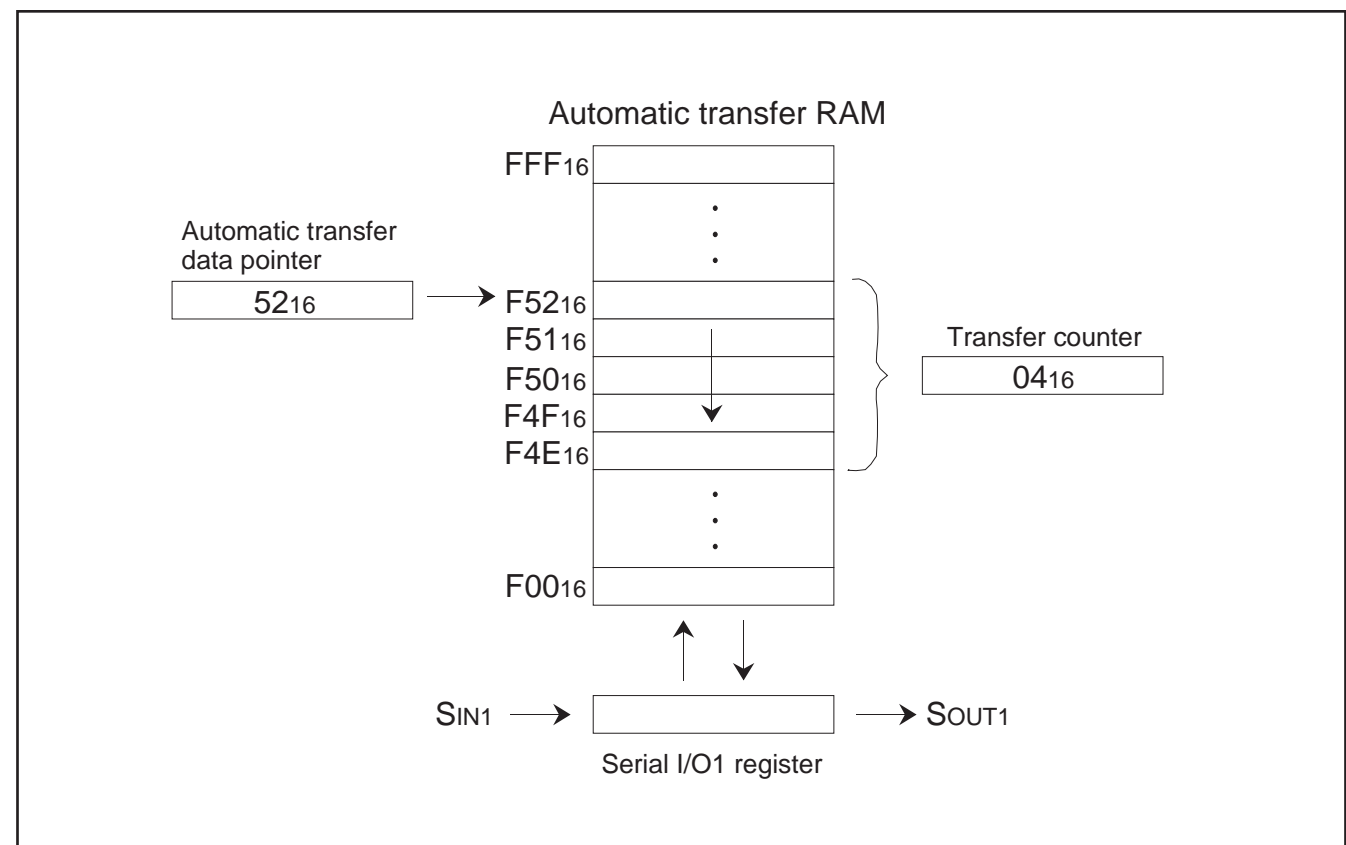 Automatic transfer RAM
FFF16
Automatic transfer
data pointer
5216
F5216
F5116
F5016
F4F16
F4E16
Transfer counter
0416
F0016
SIN1
SOUT1
Serial I/O1 register